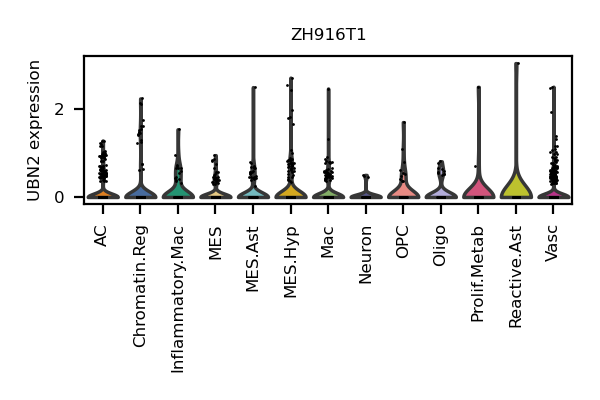 ZH916T1
UBN2 expression
2
0
AC
Chromatin.Reg
Inflammatory.Mac
MES
MES.Ast
MES.Hyp
Mac
Neuron
OPC
Oligo
Prolif.Metab
Reactive.Ast
Vasc